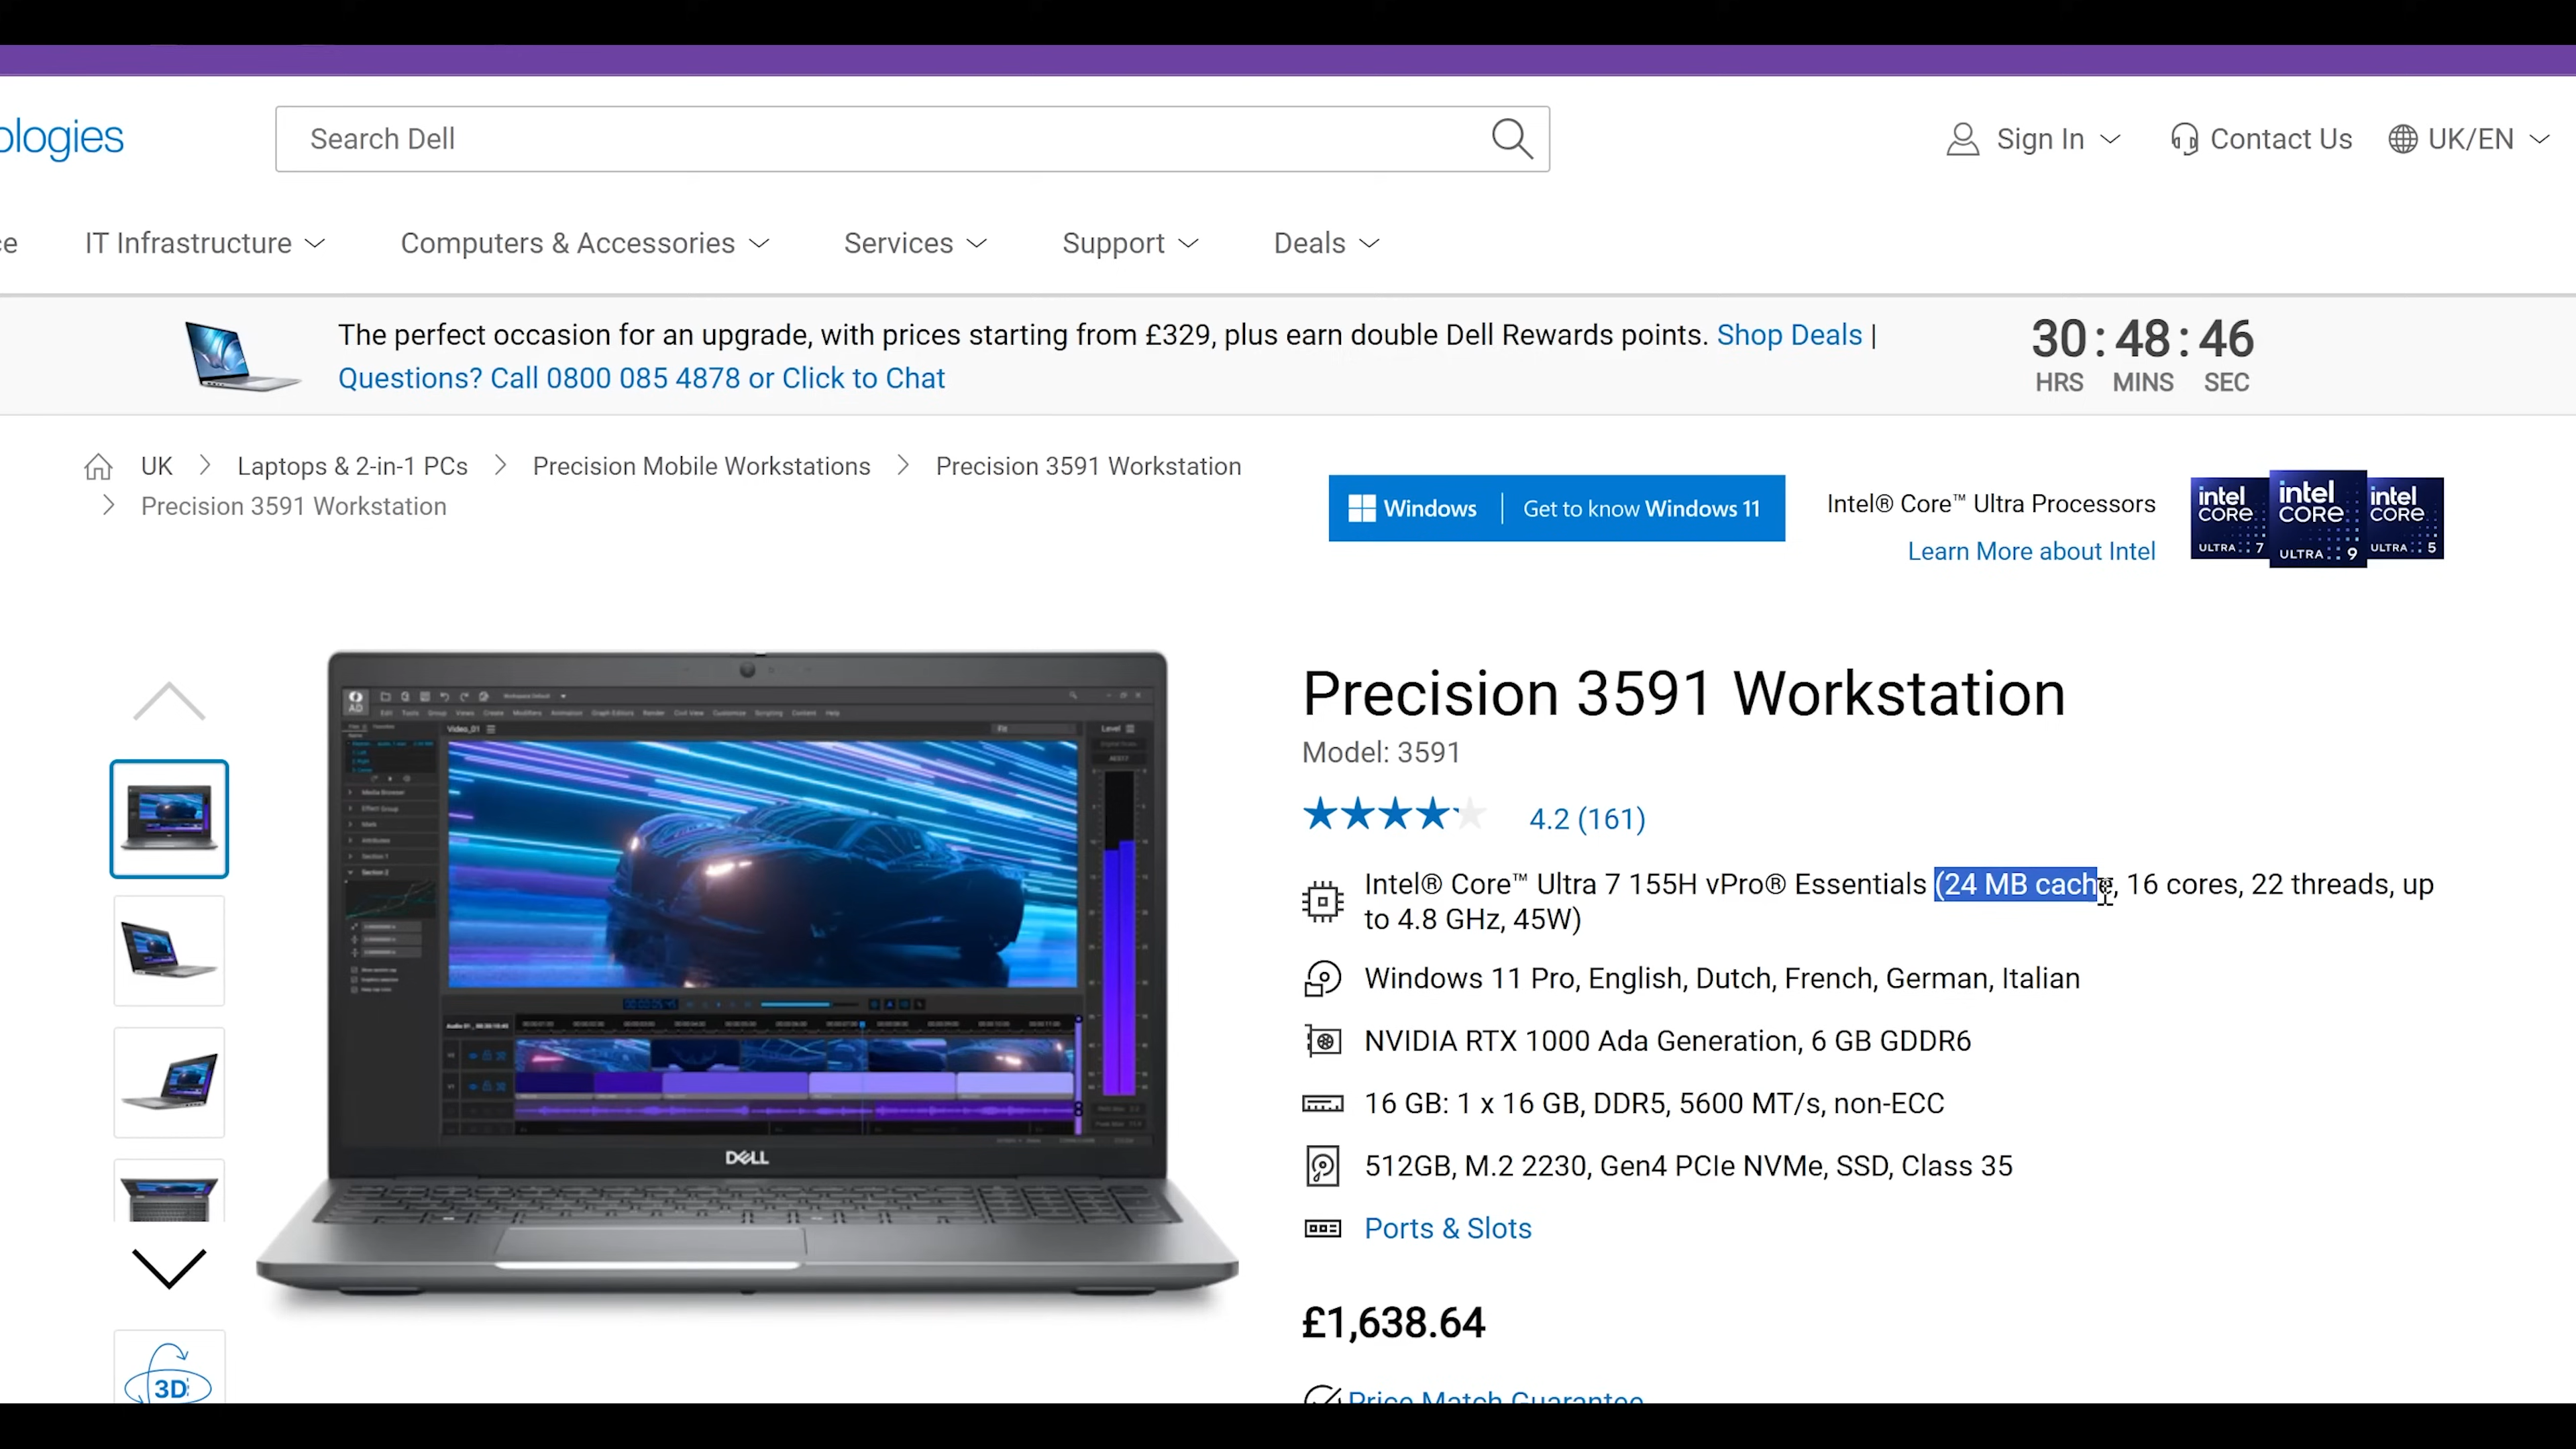 ologies
Search Dell
Sign In
Contact Us
UK/EN
ce
IT Infrastructure
Computers & Accessories
Services
Support
Deals
The perfect occasion for an upgrade, with prices starting from £329, plus earn double Dell Rewards points. Shop Deals |
Questions? Call 0800 085 4878 or Click to Chat
30 : 48 : 46
HRS MINS SEC
UK > Laptops & 2-in-1 PCs > Precision Mobile Workstations > Precision 3591 Workstation
> Precision 3591 Workstation
Windows | Get to know Windows 11
Intel® Core™ Ultra Processors
Learn More about Intel
intel CORE ULTRA 7
intel CORE ULTRA 9
intel CORE ULTRA 5
Precision 3591 Workstation
Model: 3591
4.2 (161)
Intel® Core™ Ultra 7 155H vPro® Essentials (24 MB cache, 16 cores, 22 threads, up
to 4.8 GHz, 45W)
Windows 11 Pro, English, Dutch, French, German, Italian
NVIDIA RTX 1000 Ada Generation, 6 GB GDDR6
16 GB: 1 x 16 GB, DDR5, 5600 MT/s, non-ECC
512GB, M.2 2230, Gen4 PCIe NVMe, SSD, Class 35
Ports & Slots
£1,638.64
Price Match Guarantee
Video_01
DELL
3D